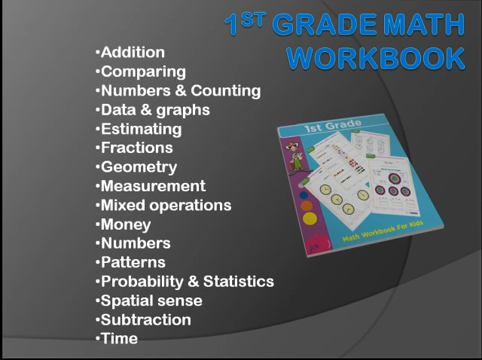 1ST GRADE MATH
WORKBOOK
•Addition
•Comparing
•Numbers & Counting
•Data & graphs
•Estimating
•Fractions
•Geometry
•Measurement
•Mixed operations
•Money
•Numbers
•Patterns
•Probability & Statistics
•Spatial sense
•Subtraction
•Time
1st Grade
Math Workbook For Kids